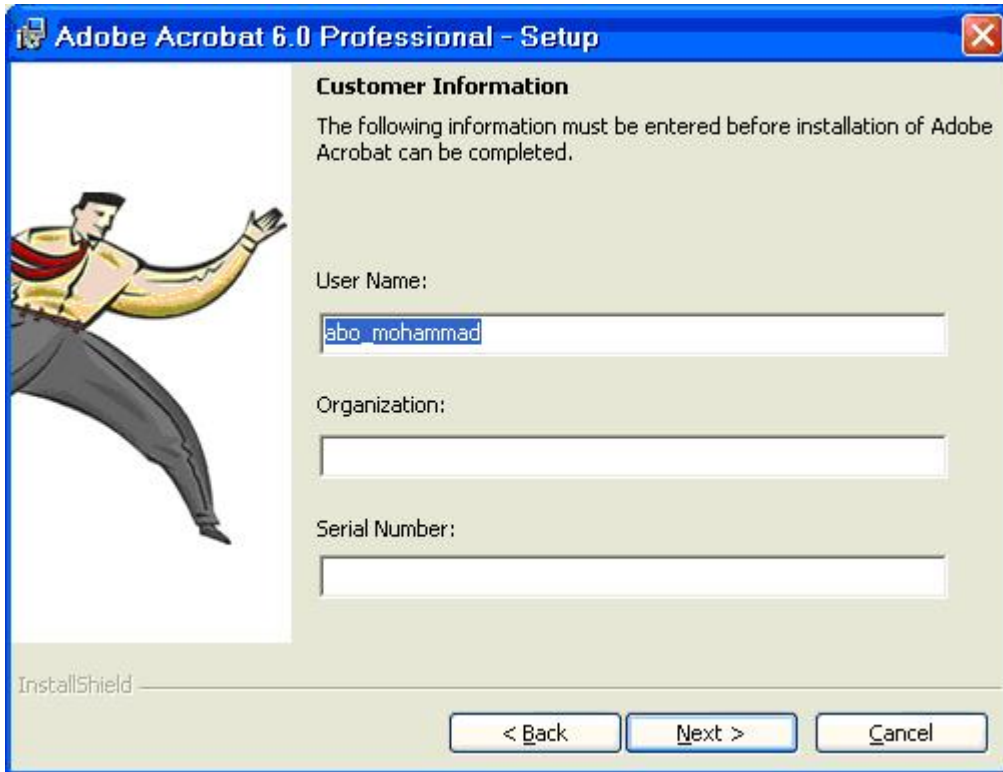 Adobe Acrobat 6.0 Professional - Setup
Customer Information
The following information must be entered before installation of Adobe
Acrobat can be completed.
User Name:
abo_mohammad
Organization:
Serial Number:
InstallShield
< Back
Next >
Cancel